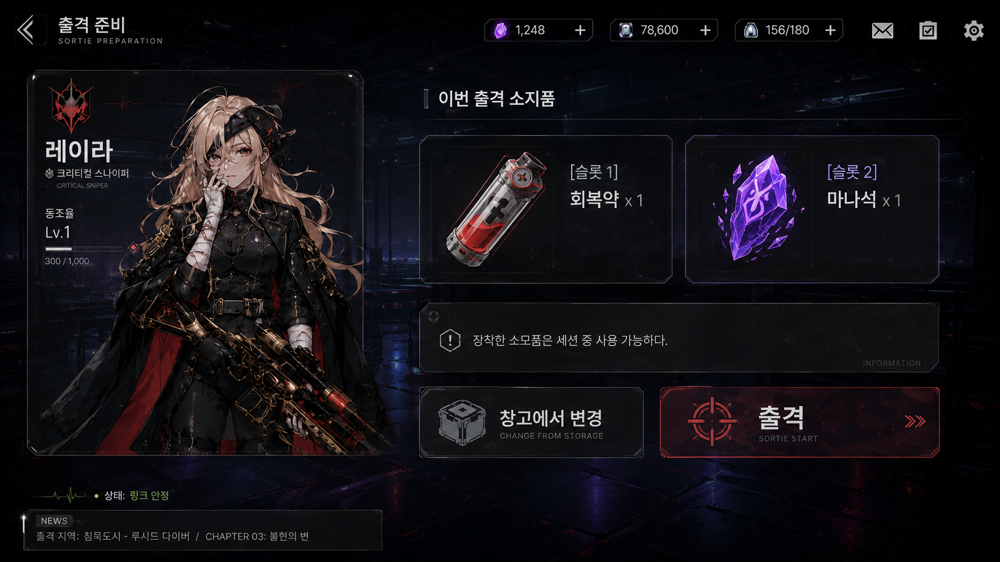 출격 준비
SORTIE PREPARATION
1,248
78,600
156/180
레이라
크리티컬 스나이퍼
CRITICAL SNIPER
동조율
Lv.1
300 / 1,000
이번 출격 소지품
[슬롯 1]
회복약 x 1
[슬롯 2]
마나석 x 1
장착한 소모품은 세션 중 사용 가능하다.
INFORMATION
창고에서 변경
CHANGE FROM STORAGE
출격
SORTIE START
상태: 링크 안정
NEWS
출격 지역: 침묵도시 - 루시드 다이버 / CHAPTER 03: 불현의 변